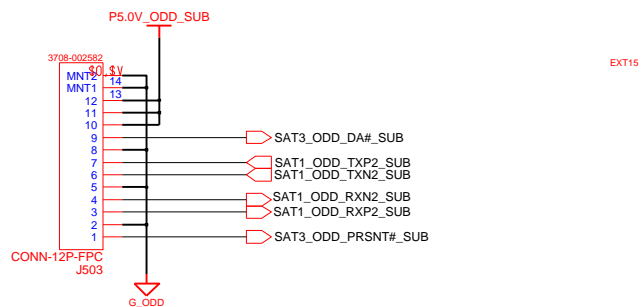 P5.0V_ODD_SUB
3708-002582
EXT15
MNT2
14
MNT1
13
12
11
10
9 SAT3_ODD_DA#_SUB
8
7 SAT1_ODD_TXP2_SUB
6 SAT1_ODD_TXN2_SUB
5
4 SAT1_ODD_RXN2_SUB
3 SAT1_ODD_RXP2_SUB
2
1 SAT3_ODD_PRSNT#_SUB
CONN-12P-FPC
J503
G_ODD